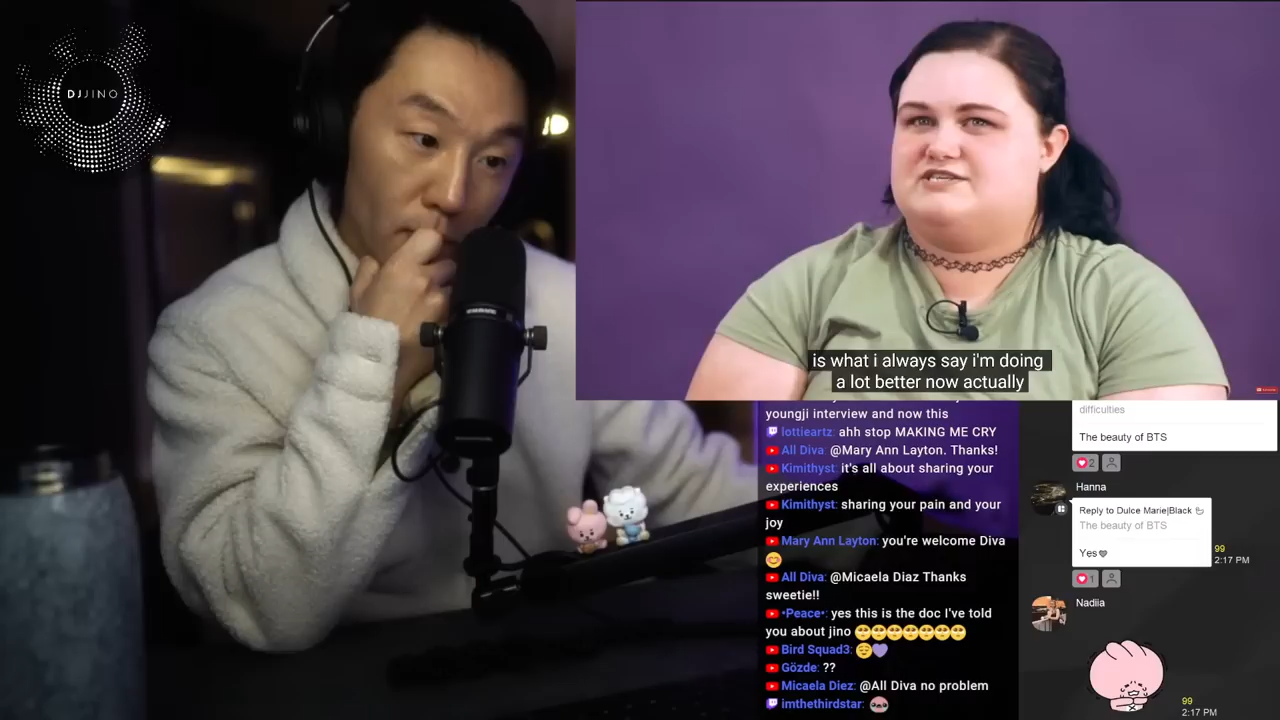 DJJINO
is what i always say i'm doing
a lot better now actually
youngji interview and now this
lottieartz: ahh stop MAKING ME CRY
All Diva @Mary Ann Layton. Thanks!
Kimithyst: it's all about sharing your
experiences
Kimithyst: sharing your pain and your
joy
Mary Ann Layton: you're welcome Diva
😊
All Diva: @Micaela Diaz Thanks
sweetie!!
•Peace•: yes this is the doc I've told
you about jino 🥺🥺🥺🥺🥺🥺🥺
Bird Squad3: 😌💜
Gözde: ??
Micaela Diez: @All Diva no problem
imthethirdstar:
difficulties
The beauty of BTS
2
Hanna
Reply to Dulce Marie|Black
The beauty of BTS
Yes🖤
99
2:17 PM
1
Nadiia
99
2:17 PM